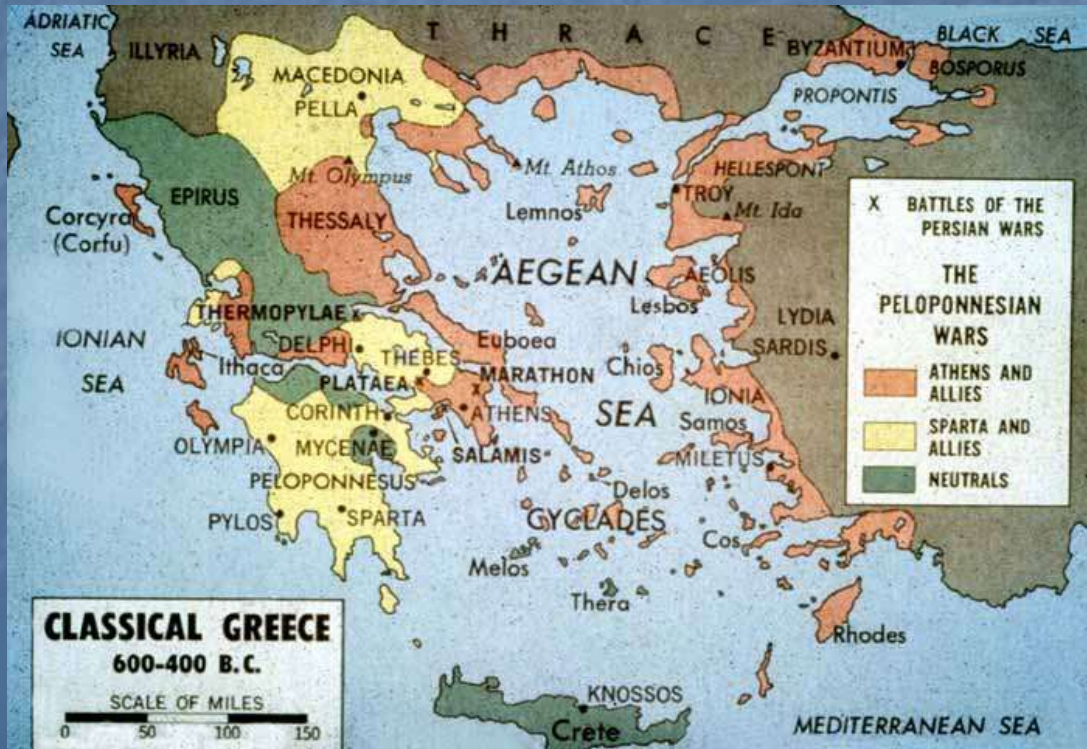 ADRIATIC
SEA
ILLYRIA
T H R A C E
BYZANTIUM
BLACK SEA
BOSPORUS
MACEDONIA
PELLA
PROPONTIS
Mt. Olympus
Mt. Athos
HELLESPONT
EPIRUS
TROY
Mt. Ida
Corcyra
(Corfu)
THESSALY
Lemnos
AEGEAN
AEOLIS
Lesbos
THERMOPYLAE x
IONIAN
SEA
DELPHI
Euboea
LYDIA
SARDIS
Ithaca
THEBES
MARATHON
x
Chios
PLATAEA x
ATHENS
SEA
IONIA
CORINTH
Samos
OLYMPIA
MYCENAE
SALAMIS
MILETUS
PELOPONNESUS
Delos
PYLOS
SPARTA
CYCLADES
Cos
Melos
Thera
Rhodes
KNOSSOS
Crete
MEDITERRANEAN SEA
X BATTLES OF THE
PERSIAN WARS
THE
PELOPONNESIAN
WARS
ATHENS AND
ALLIES
SPARTA AND
ALLIES
NEUTRALS
CLASSICAL GREECE
600-400 B.C.
SCALE OF MILES
0 50 100 150